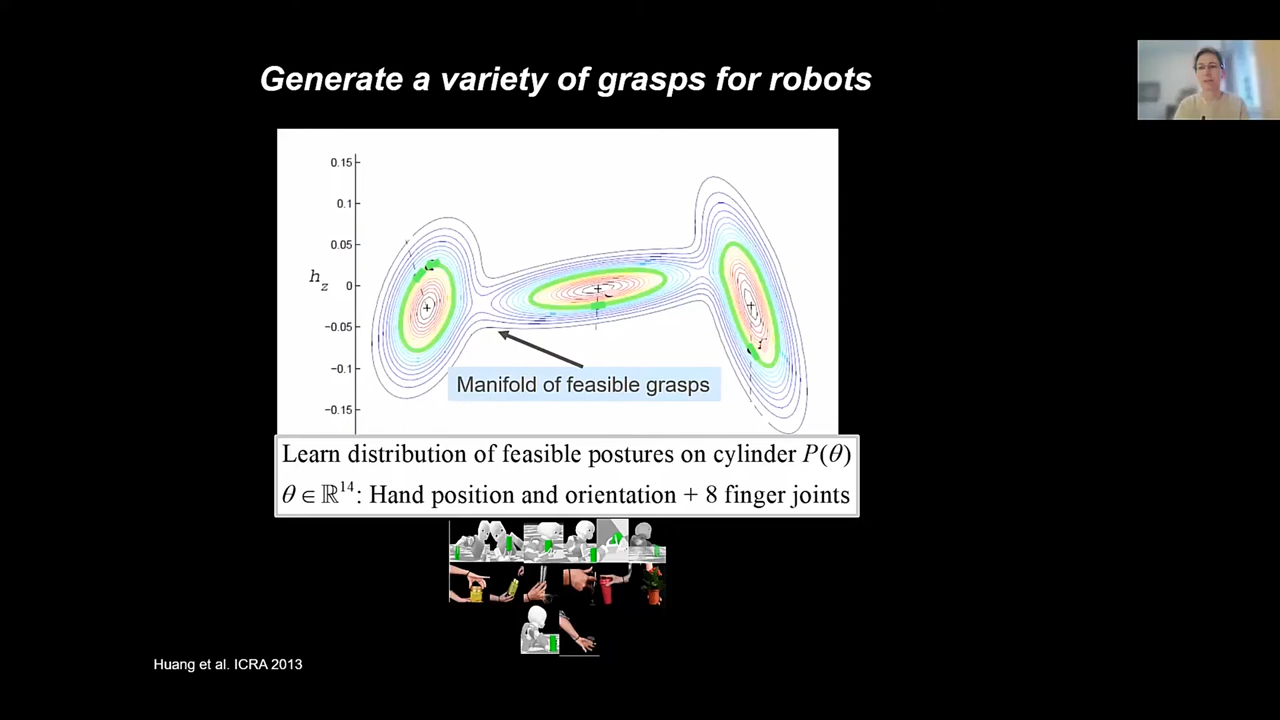 Generate a variety of grasps for robots
0.15
0.1
0.05
h_z
0
−0.05
−0.1
−0.15
Manifold of feasible grasps
Learn distribution of feasible postures on cylinder P(θ)
θ ∈ ℝ¹⁴: Hand position and orientation + 8 finger joints
Huang et al. ICRA 2013